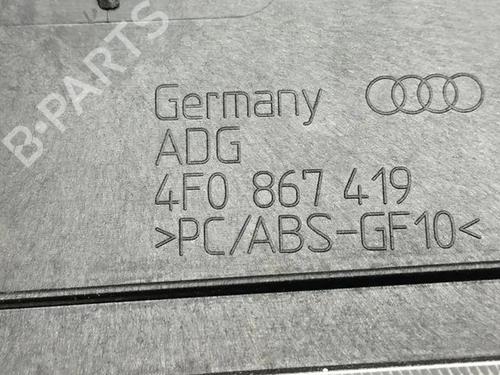 B-PARTS
Germany
ADG
4F0 867 419
>PC/ABS-GF10<